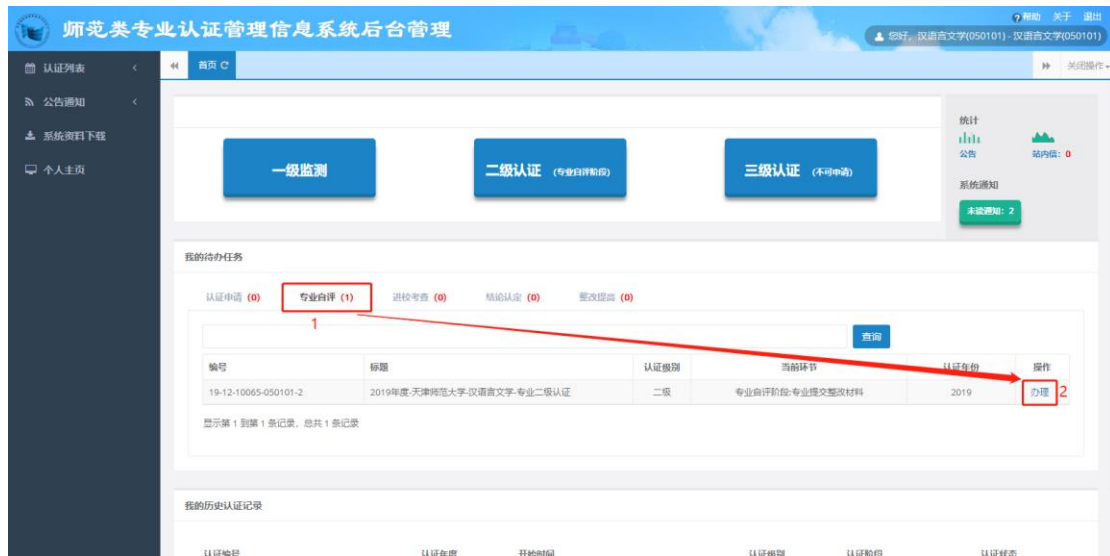 师范类专业认证管理信息系统后台管理
帮助 关于 退出
您好，汉语言文学(050101) - 汉语言文学(050101)
认证列表
首页
关闭操作
公告通知
系统资料下载
个人主页
一级监测
二级认证 (专业自评阶段)
三级认证 (不可申请)
统计
公告
站内信：0
系统通知
未读通知：2
我的待办任务
认证申请 (0) 专业自评 (1) 进校考查 (0) 结论认定 (0) 整改提高 (0)
1
查询
编号 标题 认证级别 当前环节 认证年份 操作
19-12-10065-050101-2 2019年度-天津师范大学-汉语言文学-专业二级认证 二级 专业自评阶段:专业提交整改材料 2019 办理 2
显示第 1 到第 1 条记录，总共 1 条记录
我的历史认证记录
认证编号 认证年度 开始时间 认证级别 认证阶段 认证状态